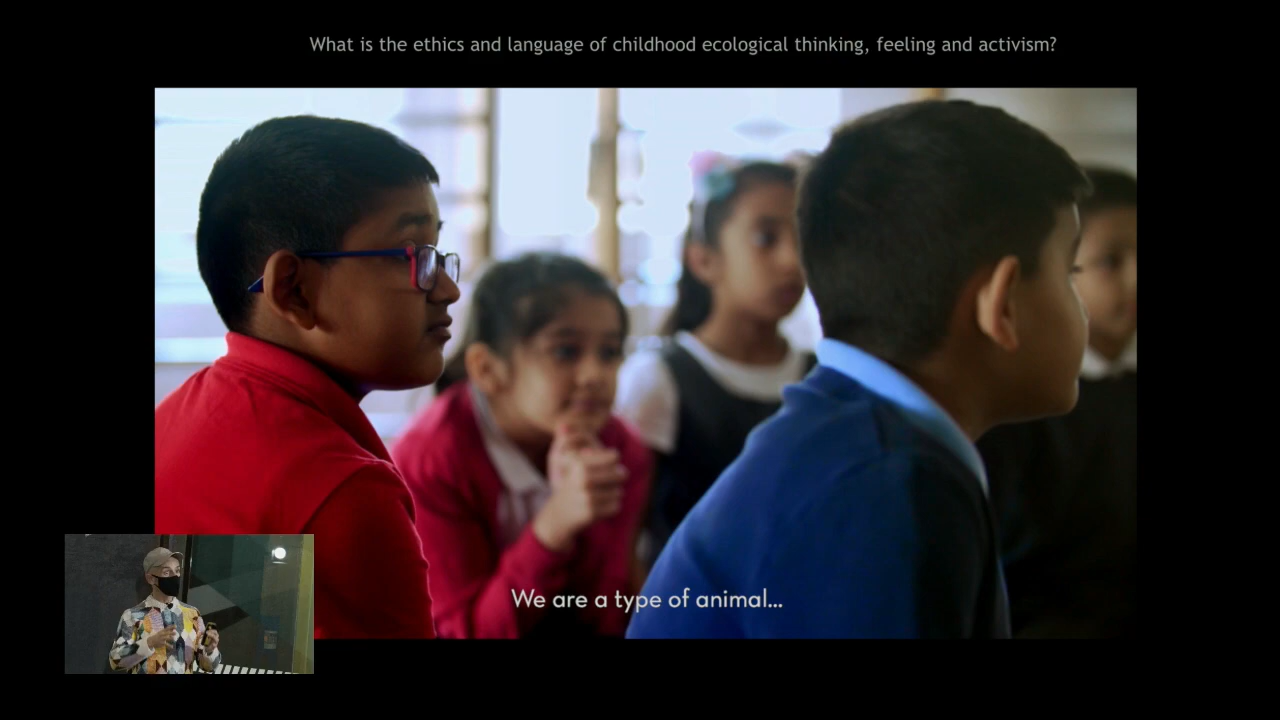 What is the ethics and language of childhood ecological thinking, feeling and activism?
We are a type of animal...